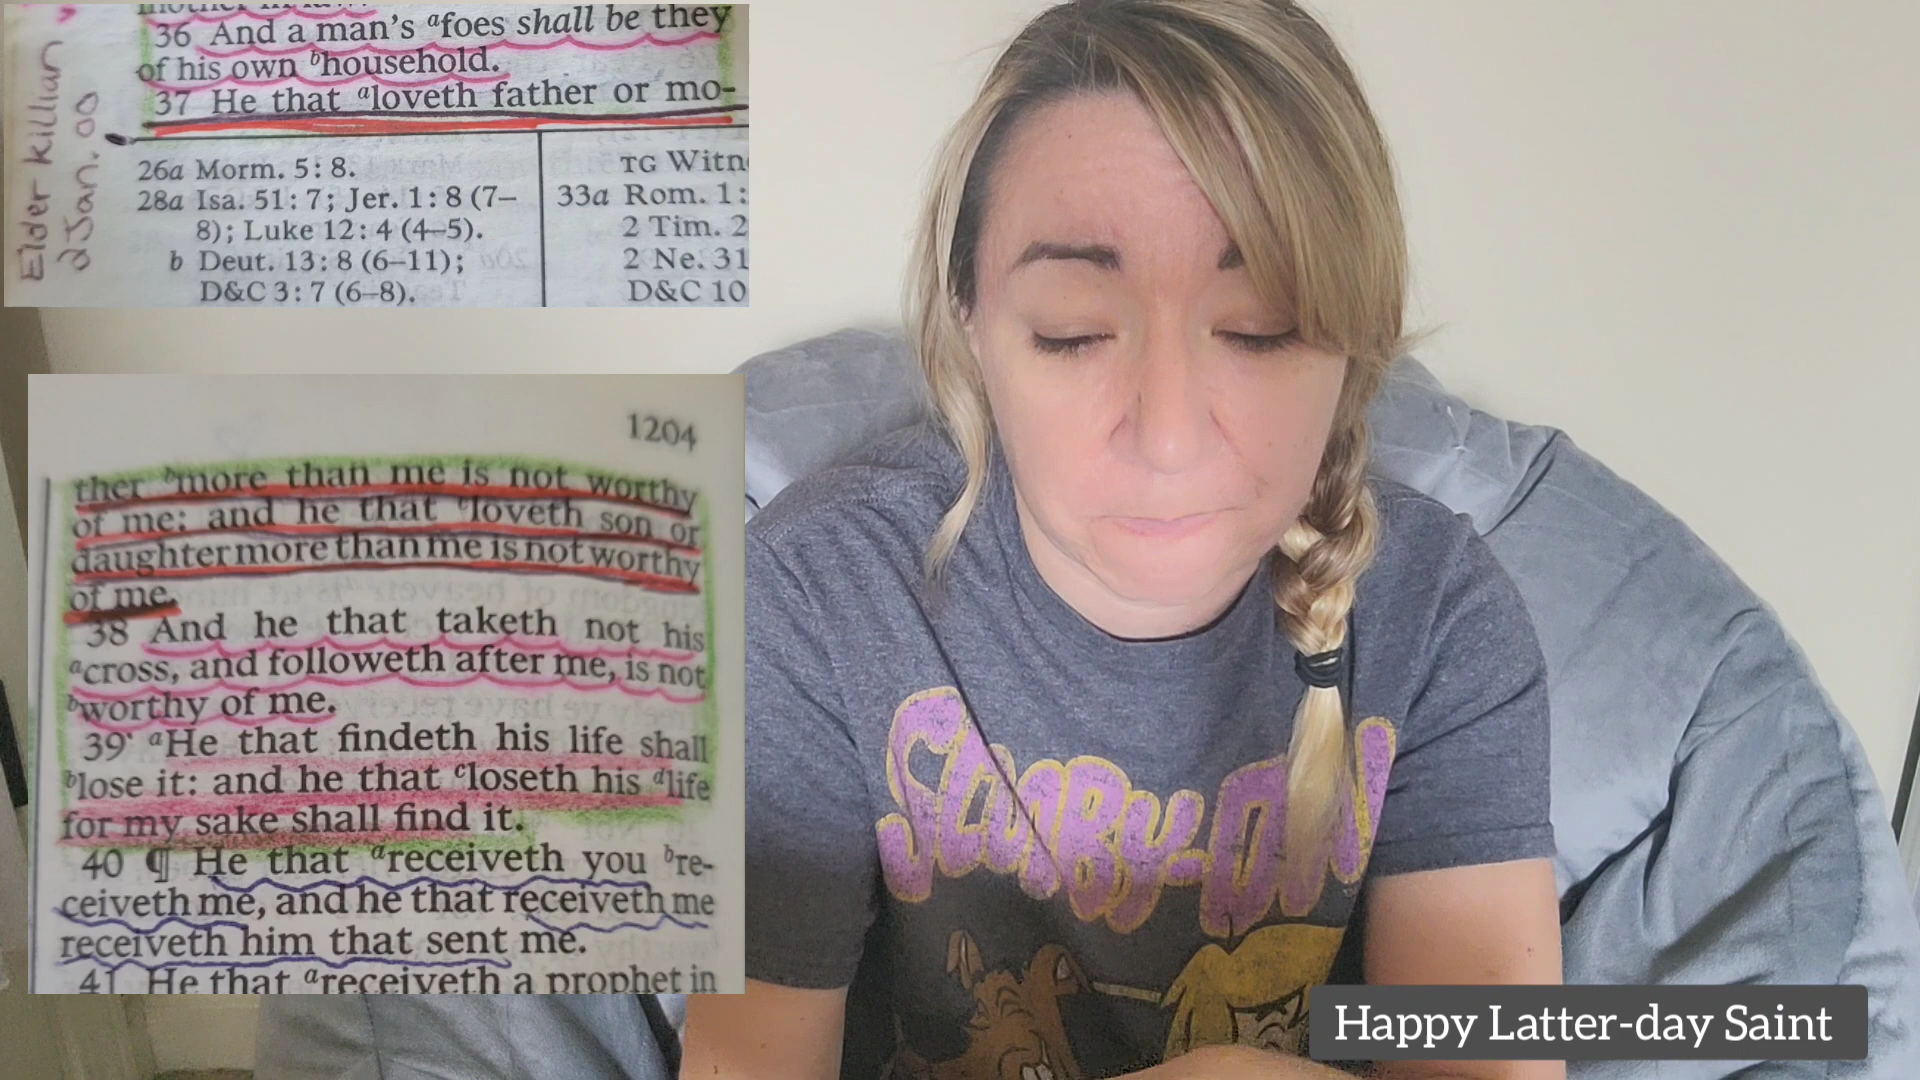 36 And a man's ᵃfoes shall be they
of his own ᵇhousehold.
37 He that ᵃloveth father or mo-
Elder Killian
2 Jan. 00
26a Morm. 5:8.
28a Isa. 51:7; Jer. 1:8 (7–
8); Luke 12:4 (4–5).
b Deut. 13:8 (6–11);
D&C 3:7 (6–8).
TG Witn
33a Rom. 1:
2 Tim. 2
2 Ne. 31
D&C 10
1204
ther ᵇmore than me is not worthy
of me: and he that ᶜloveth son or
daughter more than me is not worthy
of me.
38 And he that taketh not his
ᵃcross, and followeth after me, is not
ᵇworthy of me.
39 ᵃHe that findeth his life shall
ᵇlose it: and he that ᶜloseth his ᵈlife
for my sake shall find it.
40 ¶ He that ᵃreceiveth you ᵇre-
ceiveth me, and he that receiveth me
receiveth him that sent me.
41 He that ᵃreceiveth a prophet in
SCOOBY-DOO
Happy Latter-day Saint